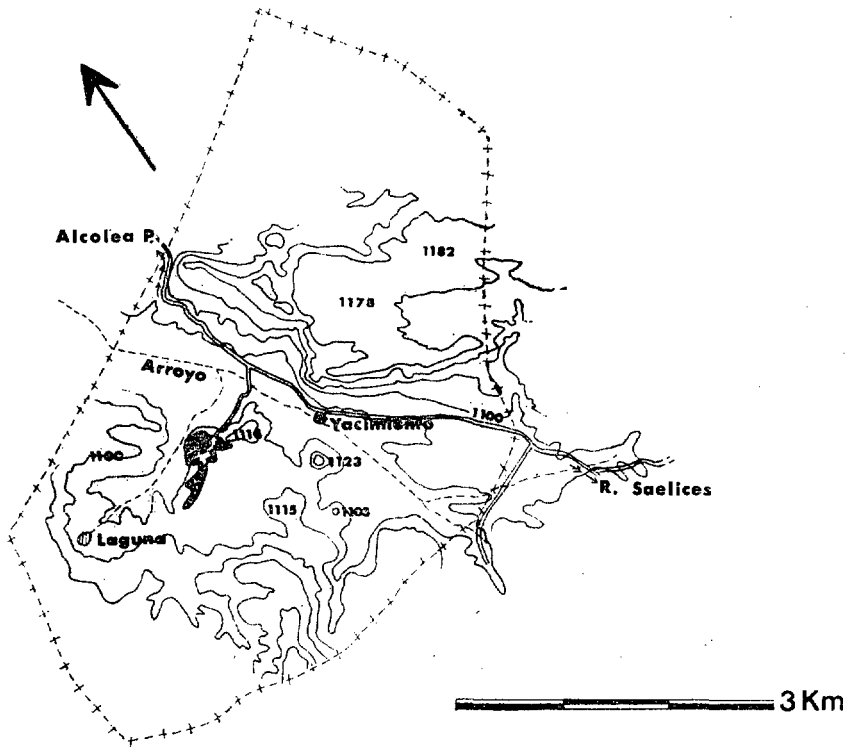 Alcolea P.
1182
1178
Arroyo
1100
Yacimiento
1116
1100
1123
R. Saelices
1115
1103
Laguna
3 Km